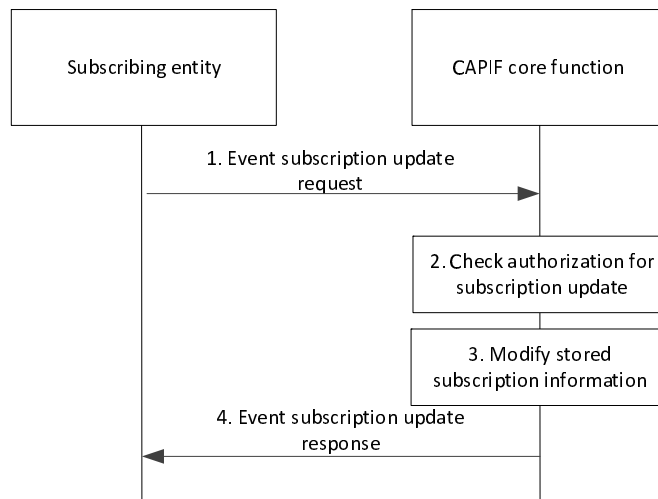 Subscribing entity
CAPIF core function
1. Event subscription update
request
2. Check authorization for
subscription update
3. Modify stored
subscription information
4. Event subscription update
response